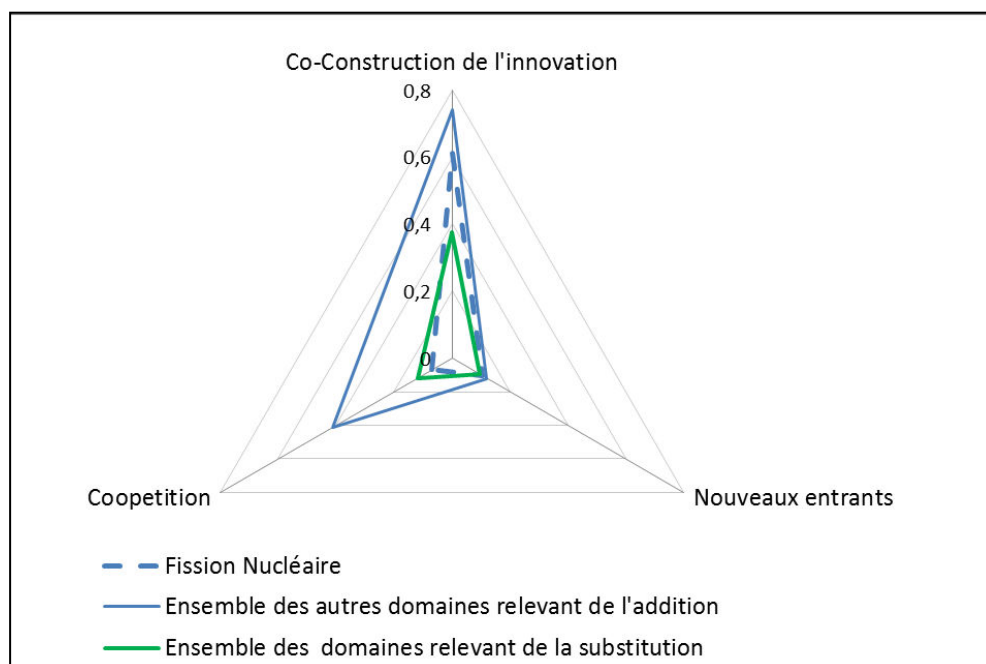 Co-Construction de l'innovation
0,8
0,6
0,4
0,2
0
Coopetition
Nouveaux entrants
Fission Nucléaire
Ensemble des autres domaines relevant de l'addition
Ensemble des domaines relevant de la substitution